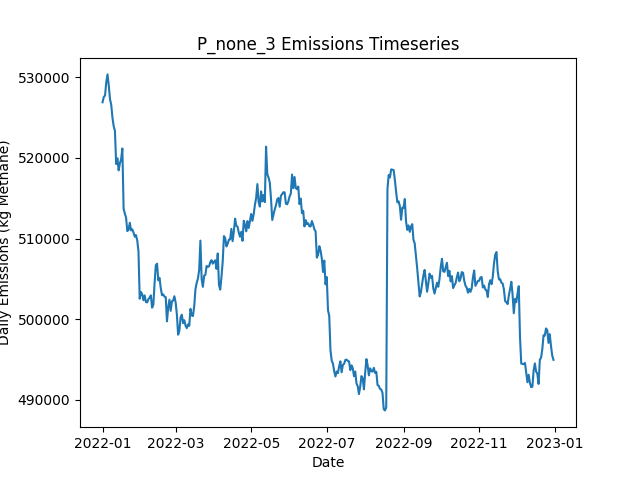 P_none_3 Emissions Timeseries
530000
520000
510000
500000
490000
Daily Emissions (kg Methane)
2022-01 2022-03 2022-05 2022-07 2022-09 2022-11 2023-01
Date